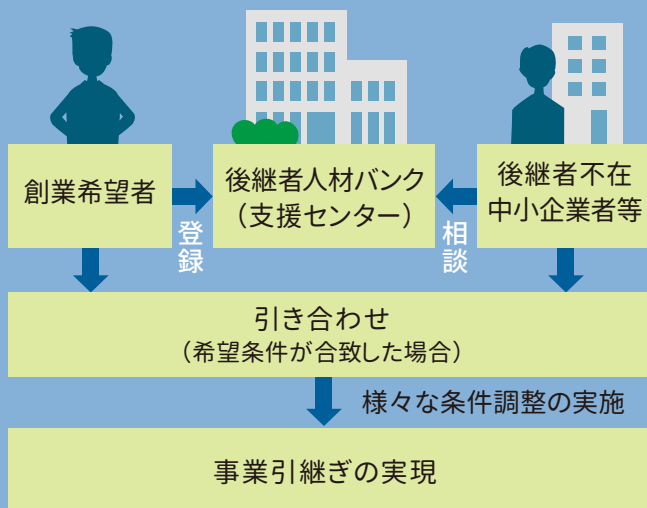 創業希望者
登録
後継者人材バンク
（支援センター）
相談
後継者不在
中小企業者等
引き合わせ
（希望条件が合致した場合）
様々な条件調整の実施
事業引継ぎの実現